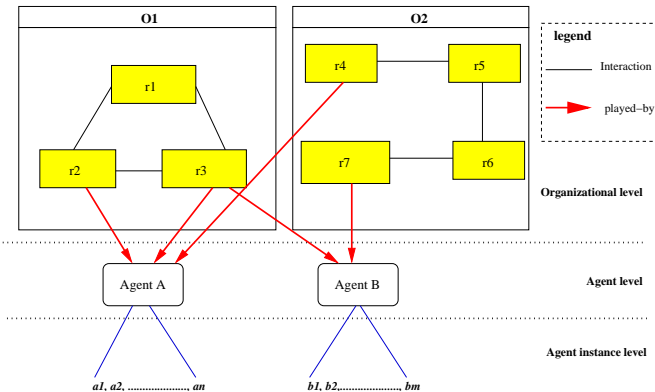 O1
O2
legend
Interaction
played–by
r1
r2
r3
r4
r5
r7
r6
Organizational level
Agent A
Agent B
Agent level
Agent instance level
a1, a2, ...................., an
b1, b2,...................., bm